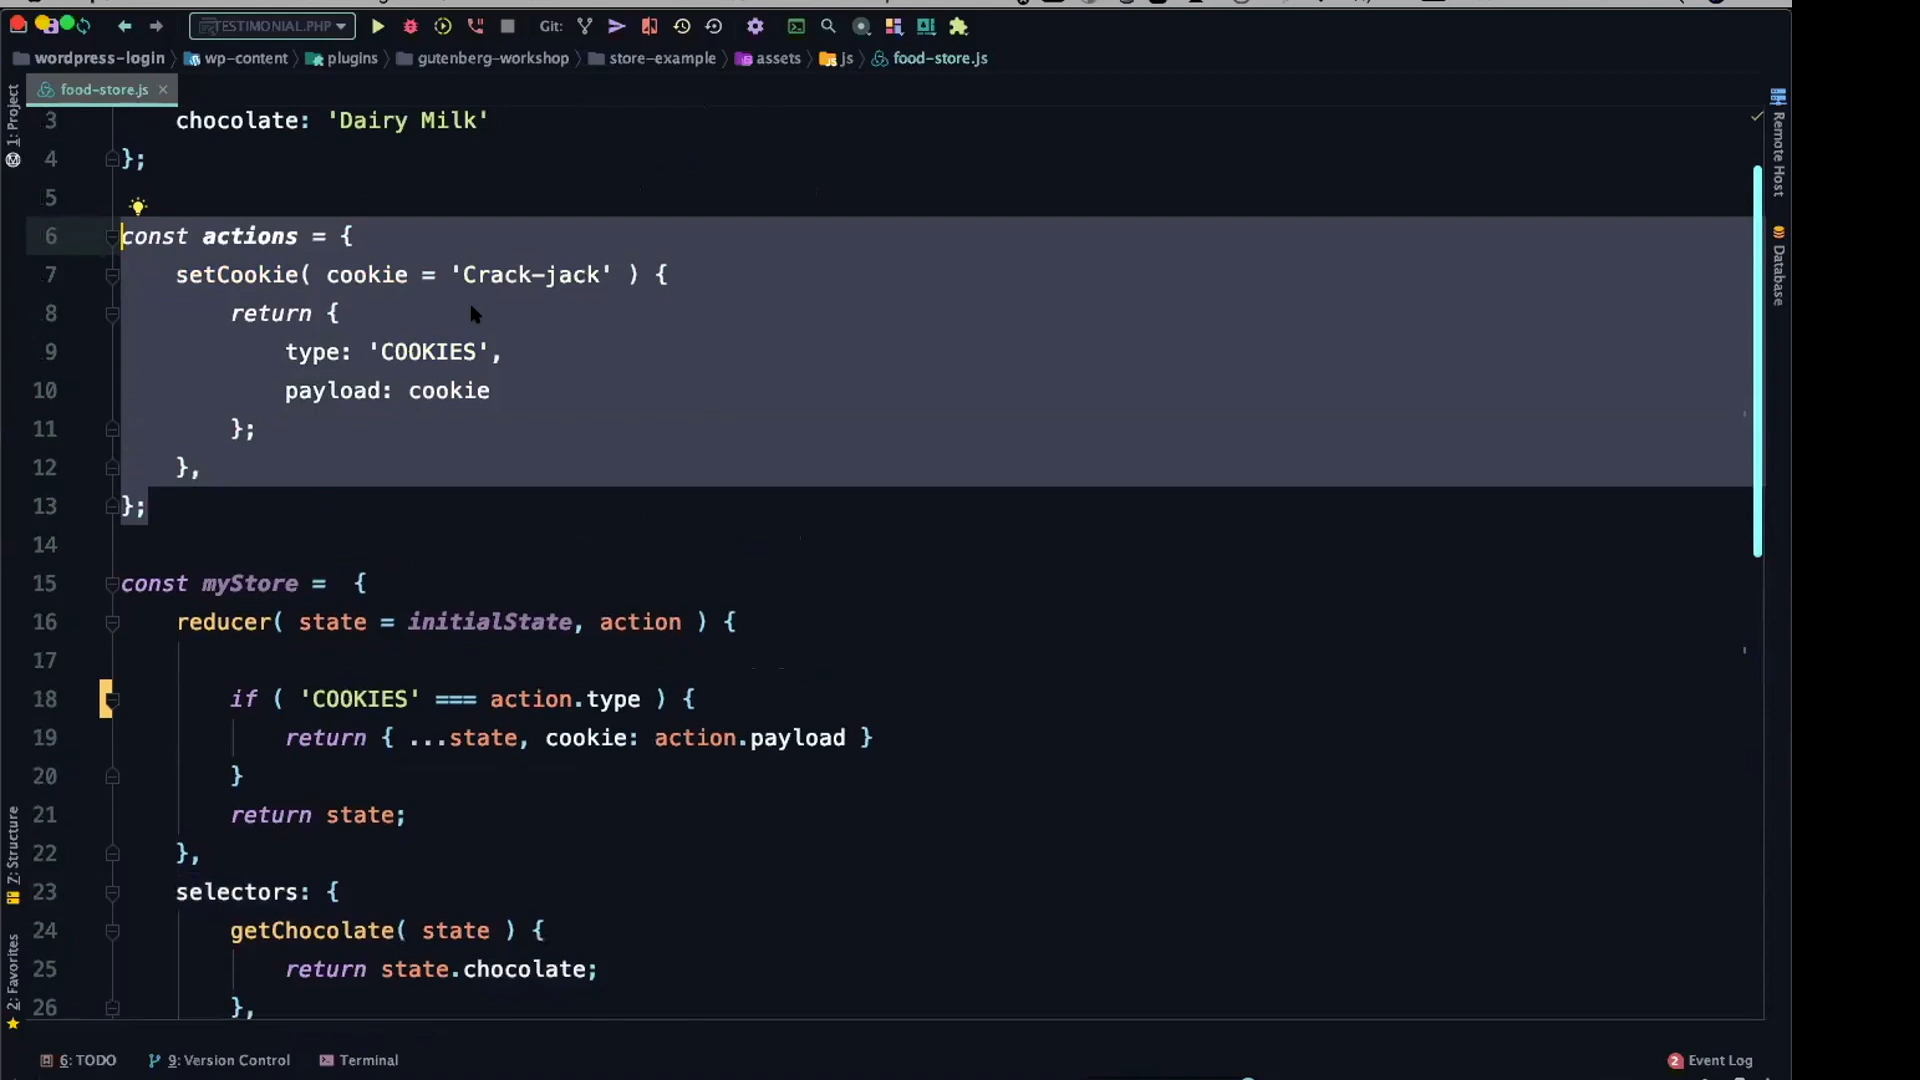 TESTIMONIAL.PHP Git:
wordpress-login wp-content plugins gutenberg-workshop store-example assets js food-store.js
food-store.js
1: Project
7: Structure
2: Favorites
3 chocolate: 'Dairy Milk'
4 };
5
6 const actions = {
7 setCookie( cookie = 'Crack-jack' ) {
8 return {
9 type: 'COOKIES',
10 payload: cookie
11 };
12 },
13 };
14
15 const myStore =  {
16 reducer( state = initialState, action ) {
17
18 if ( 'COOKIES' === action.type ) {
19 return { ...state, cookie: action.payload }
20 }
21 return state;
22 },
23 selectors: {
24 getChocolate( state ) {
25 return state.chocolate;
26 },
Remote Host
Database
6: TODO 9: Version Control Terminal 2 Event Log